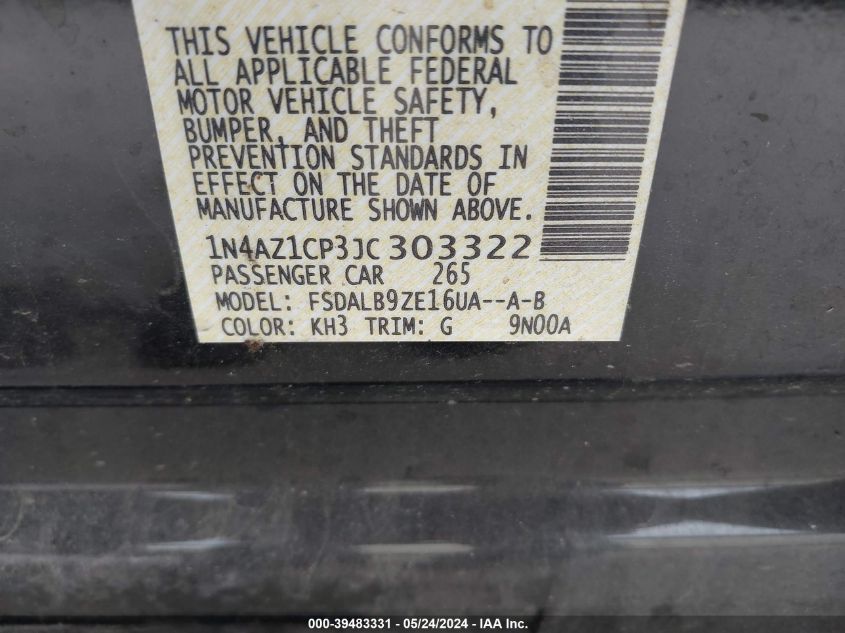 THIS VEHICLE CONFORMS TO
ALL APPLICABLE FEDERAL
MOTOR VEHICLE SAFETY,
BUMPER, AND THEFT
PREVENTION STANDARDS IN
EFFECT ON THE DATE OF
MANUFACTURE SHOWN ABOVE.
1N4AZ1CP3JC 303322
PASSENGER CAR 265
MODEL: FSDALB9ZE16UA--A-B
COLOR: KH3 TRIM: G 9N00A
000-39483331 - 05/24/2024 - IAA Inc.